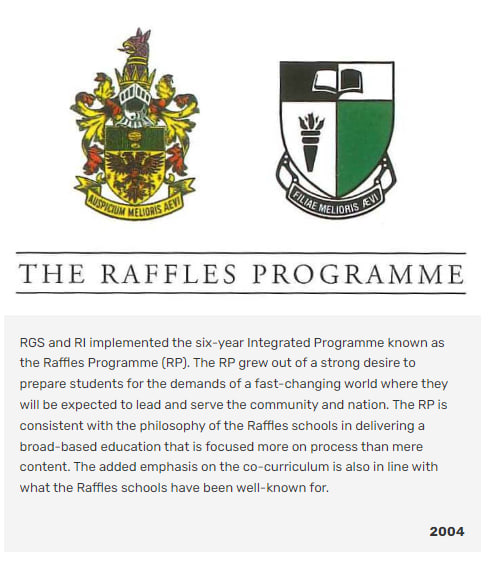 AUSPICIUM MELIORIS AEVI
FILIAE MELIORIS ÆVI
THE RAFFLES PROGRAMME
RGS and RI implemented the six-year Integrated Programme known as
the Raffles Programme (RP). The RP grew out of a strong desire to
prepare students for the demands of a fast-changing world where they
will be expected to lead and serve the community and nation. The RP is
consistent with the philosophy of the Raffles schools in delivering a
broad-based education that is focused more on process than mere
content. The added emphasis on the co-curriculum is also in line with
what the Raffles schools have been well-known for.
2004